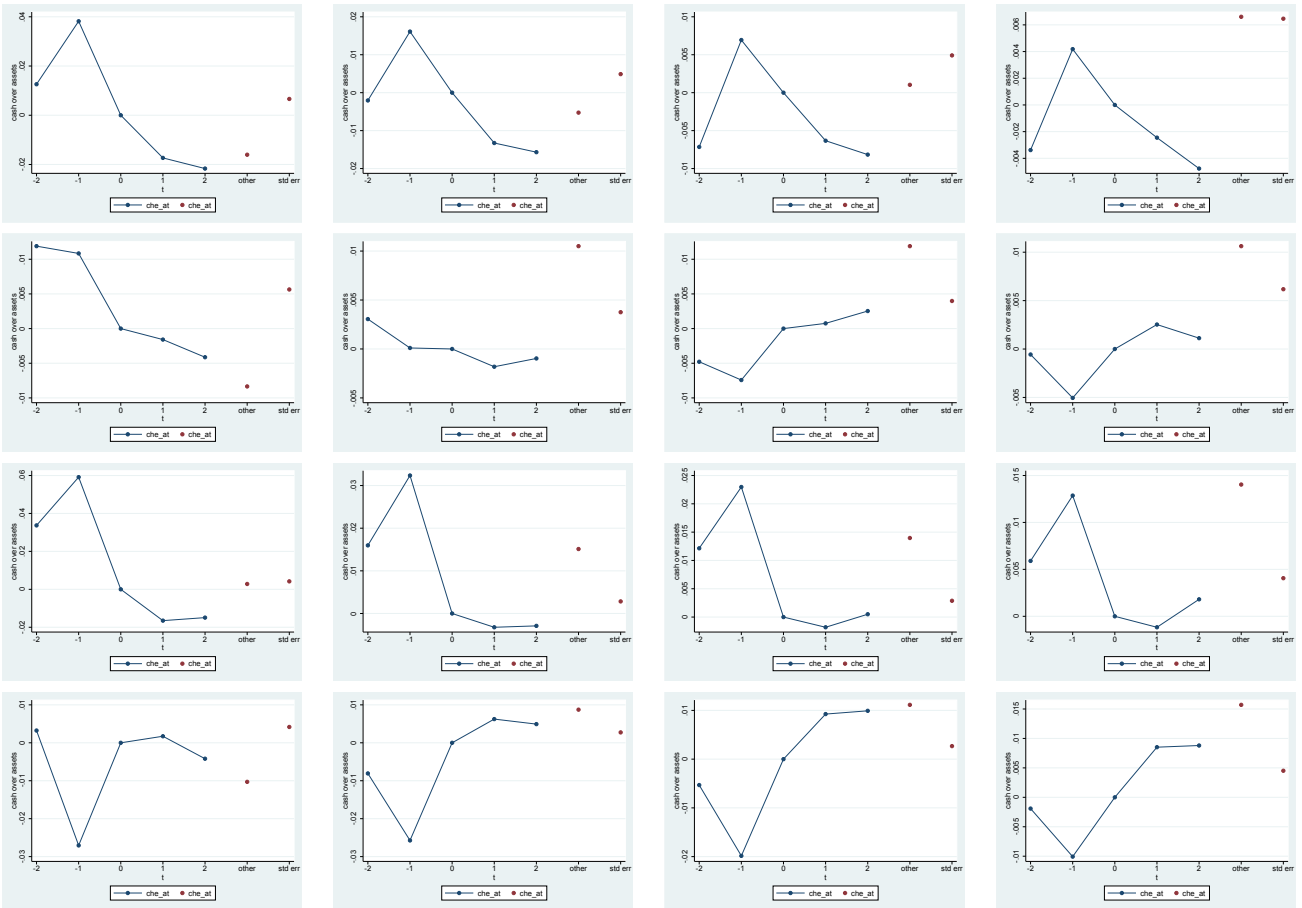 cash over assets
-.02 0 .02 .04
-2 -1 0 1 2 other std err
t
che_at che_at
cash over assets
-.02 -.01 0 .01 .02
-2 -1 0 1 2 other std err
t
che_at che_at
cash over assets
-.01 -.005 0 .005 .01
-2 -1 0 1 2 other std err
t
che_at che_at
cash over assets
-.004 -.002 0 .002 .004 .006
-2 -1 0 1 2 other std err
t
che_at che_at
cash over assets
-.01 -.005 0 .005 .01
-2 -1 0 1 2 other std err
t
che_at che_at
cash over assets
-.005 0 .005 .01
-2 -1 0 1 2 other std err
t
che_at che_at
cash over assets
-.01 -.005 0 .005 .01
-2 -1 0 1 2 other std err
t
che_at che_at
cash over assets
-.005 0 .005 .01
-2 -1 0 1 2 other std err
t
che_at che_at
cash over assets
-.02 0 .02 .04 .06
-2 -1 0 1 2 other std err
t
che_at che_at
cash over assets
0 .01 .02 .03
-2 -1 0 1 2 other std err
t
che_at che_at
cash over assets
0 .005 .01 .015 .02 .025
-2 -1 0 1 2 other std err
t
che_at che_at
cash over assets
0 .005 .01 .015
-2 -1 0 1 2 other std err
t
che_at che_at
cash over assets
-.03 -.02 -.01 0 .01
-2 -1 0 1 2 other std err
t
che_at che_at
cash over assets
-.03 -.02 -.01 0 .01
-2 -1 0 1 2 other std err
t
che_at che_at
cash over assets
-.02 -.01 0 .01
-2 -1 0 1 2 other std err
t
che_at che_at
cash over assets
-.01 -.005 0 .005 .01 .015
-2 -1 0 1 2 other std err
t
che_at che_at